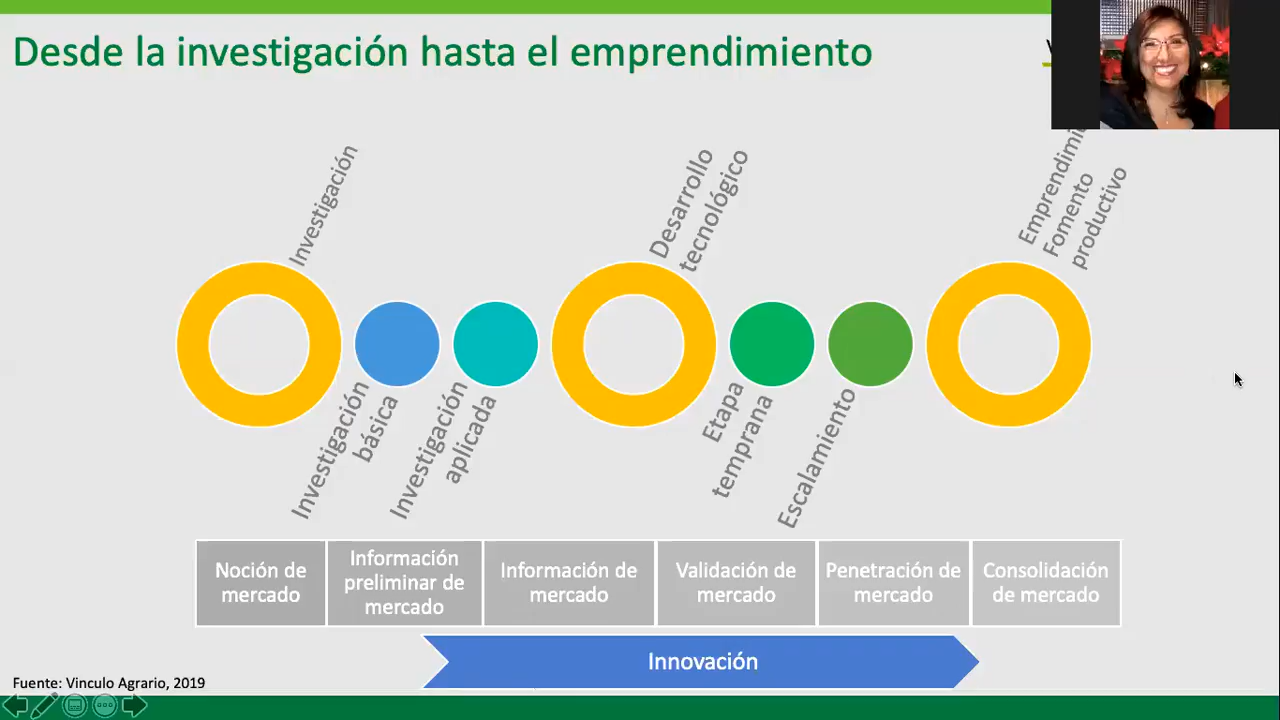 Desde la investigación hasta el emprendimiento
Investigación
Desarrollo
tecnológico
Fomento
productivo
Investigación
básica
Investigación
aplicada
Etapa
temprana
Escalamiento
Noción de
mercado
Información
preliminar de
mercado
Información de
mercado
Validación de
mercado
Penetración de
mercado
Consolidación
de mercado
Innovación
Fuente: Vinculo Agrario, 2019